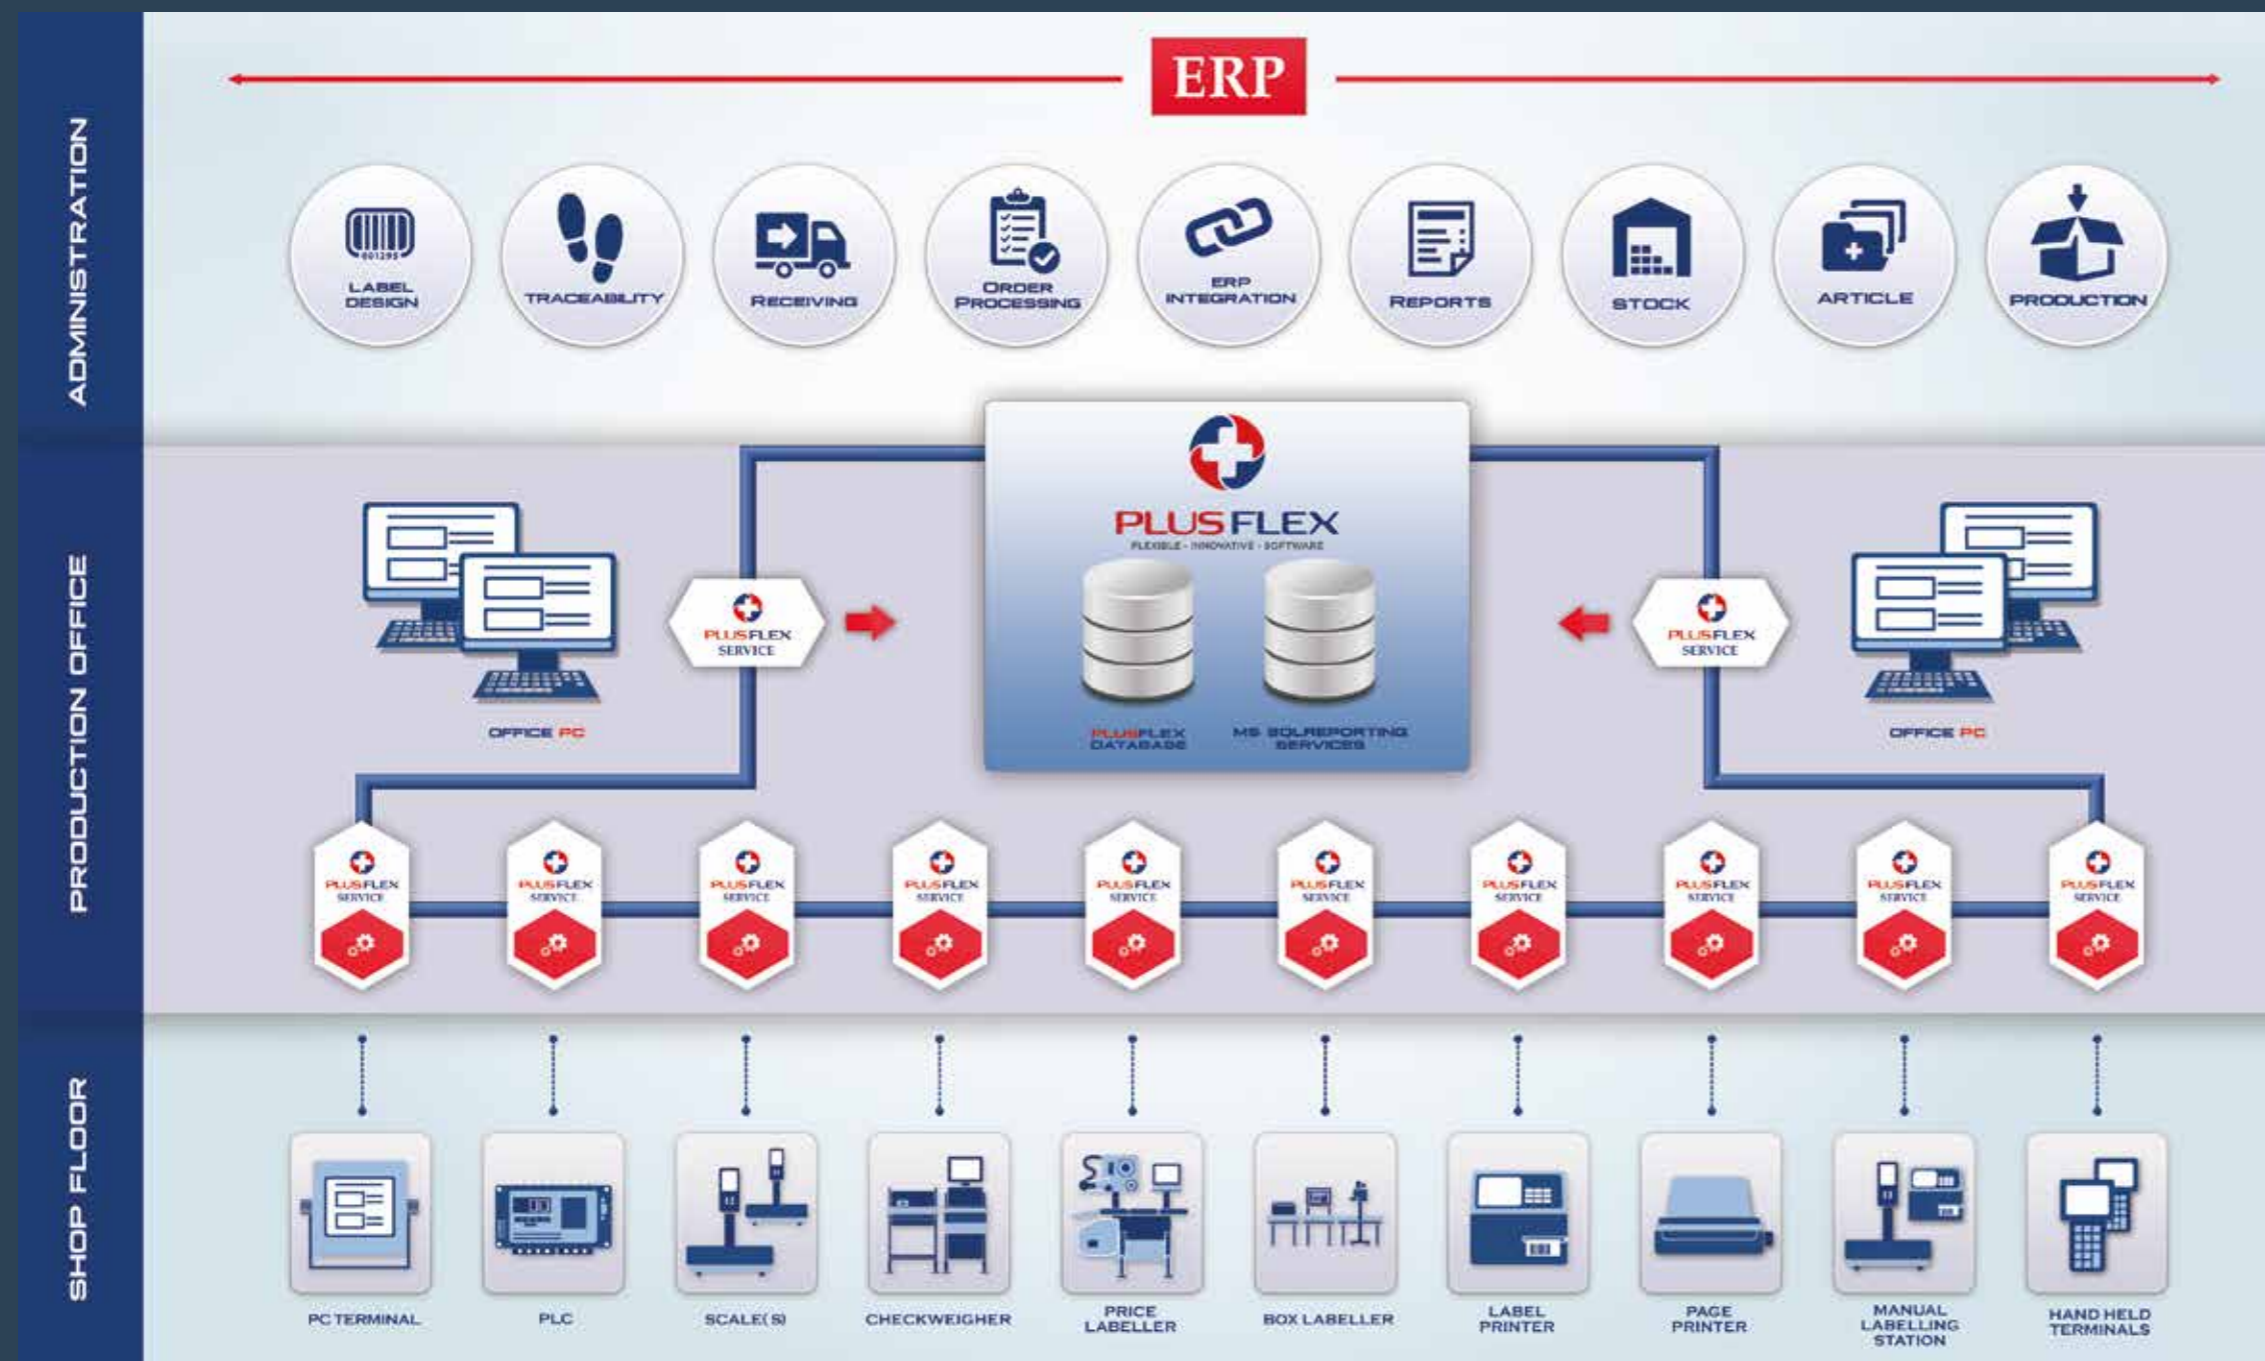 ERP
ADMINISTRATION
LABEL
DESIGN
TRACEABILITY
RECEIVING
ORDER
PROCESSING
ERP
INTEGRATION
REPORTS
STOCK
ARTICLE
PRODUCTION
PRODUCTION OFFICE
PLUSFLEX
FLEXIBLE - INNOVATIVE - SOFTWARE
PLUSFLEX
DATABASE
MS SQLREPORTING
SERVICES
OFFICE PC
PLUSFLEX
SERVICE
PLUSFLEX
SERVICE
OFFICE PC
PLUSFLEX
SERVICE
PLUSFLEX
SERVICE
PLUSFLEX
SERVICE
PLUSFLEX
SERVICE
PLUSFLEX
SERVICE
PLUSFLEX
SERVICE
PLUSFLEX
SERVICE
PLUSFLEX
SERVICE
PLUSFLEX
SERVICE
PLUSFLEX
SERVICE
SHOP FLOOR
PC TERMINAL
PLC
SCALE(S)
CHECKWEIGHER
PRICE
LABELLER
BOX LABELLER
LABEL
PRINTER
PAGE
PRINTER
MANUAL
LABELLING
STATION
HAND HELD
TERMINALS